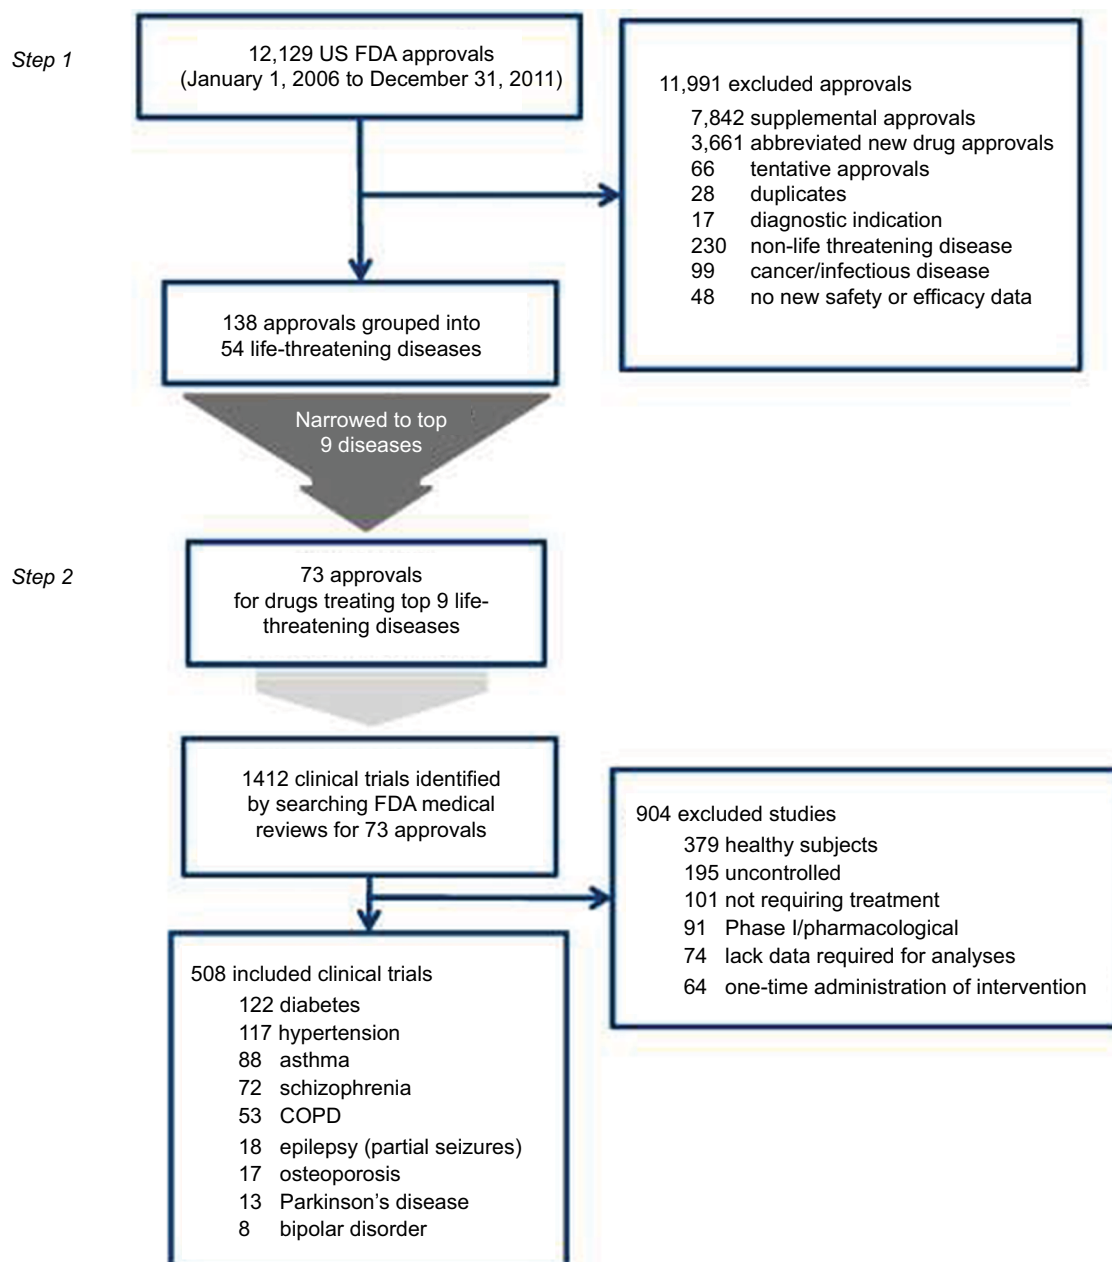 Step 1
12,129 US FDA approvals
(January 1, 2006 to December 31, 2011)
11,991 excluded approvals
7,842 supplemental approvals
3,661 abbreviated new drug approvals
66 tentative approvals
28 duplicates
17 diagnostic indication
230 non-life threatening disease
99 cancer/infectious disease
48 no new safety or efficacy data
138 approvals grouped into
54 life-threatening diseases
Narrowed to top
9 diseases
Step 2
73 approvals
for drugs treating top 9 life-
threatening diseases
1412 clinical trials identified
by searching FDA medical
reviews for 73 approvals
904 excluded studies
379 healthy subjects
195 uncontrolled
101 not requiring treatment
91 Phase I/pharmacological
74 lack data required for analyses
64 one-time administration of intervention
508 included clinical trials
122 diabetes
117 hypertension
88 asthma
72 schizophrenia
53 COPD
18 epilepsy (partial seizures)
17 osteoporosis
13 Parkinson’s disease
8 bipolar disorder